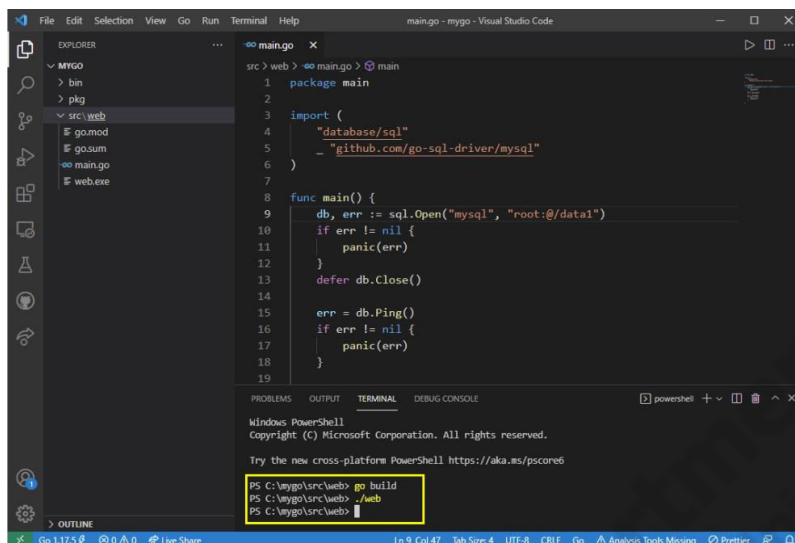 File Edit Selection View Go Run Terminal Help main.go - mygo - Visual Studio Code
EXPLORER
MYGO
> bin
> pkg
src\web
go.mod
go.sum
main.go
web.exe
> OUTLINE
main.go
src > web > main.go > main
1 package main
2
3 import (
4 "database/sql"
5 _ "github.com/go-sql-driver/mysql"
6 )
7
8 func main() {
9 db, err := sql.Open("mysql", "root:@/data1")
10 if err != nil {
11 panic(err)
12 }
13 defer db.Close()
14
15 err = db.Ping()
16 if err != nil {
17 panic(err)
18 }
19
PROBLEMS OUTPUT TERMINAL DEBUG CONSOLE powershell
Windows PowerShell
Copyright (C) Microsoft Corporation. All rights reserved.
Try the new cross-platform PowerShell https://aka.ms/pscore6
PS C:\mygo\src\web> go build
PS C:\mygo\src\web> ./web
PS C:\mygo\src\web>
1
Go 1.17.5 0 0 0 Live Share Ln 9, Col 47 Tab Size: 4 UTF-8 CRLF Go Analysis Tools Missing Prettier